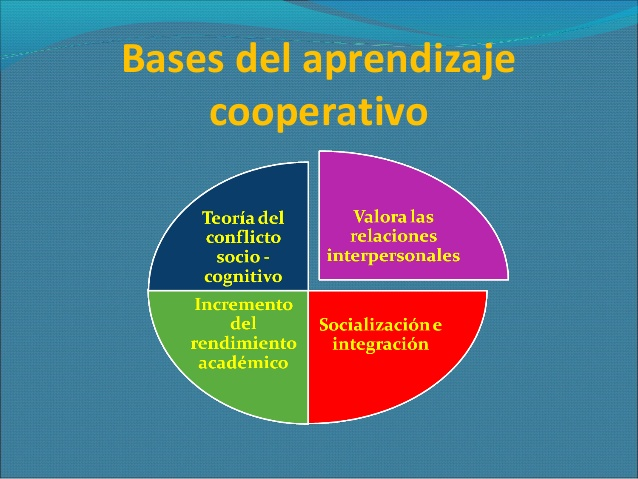 Bases del aprendizaje
cooperativo
Teoría del
conflicto
socio -
cognitivo
Valora las
relaciones
interpersonales
Incremento
del
rendimiento
académico
Socialización e
integración